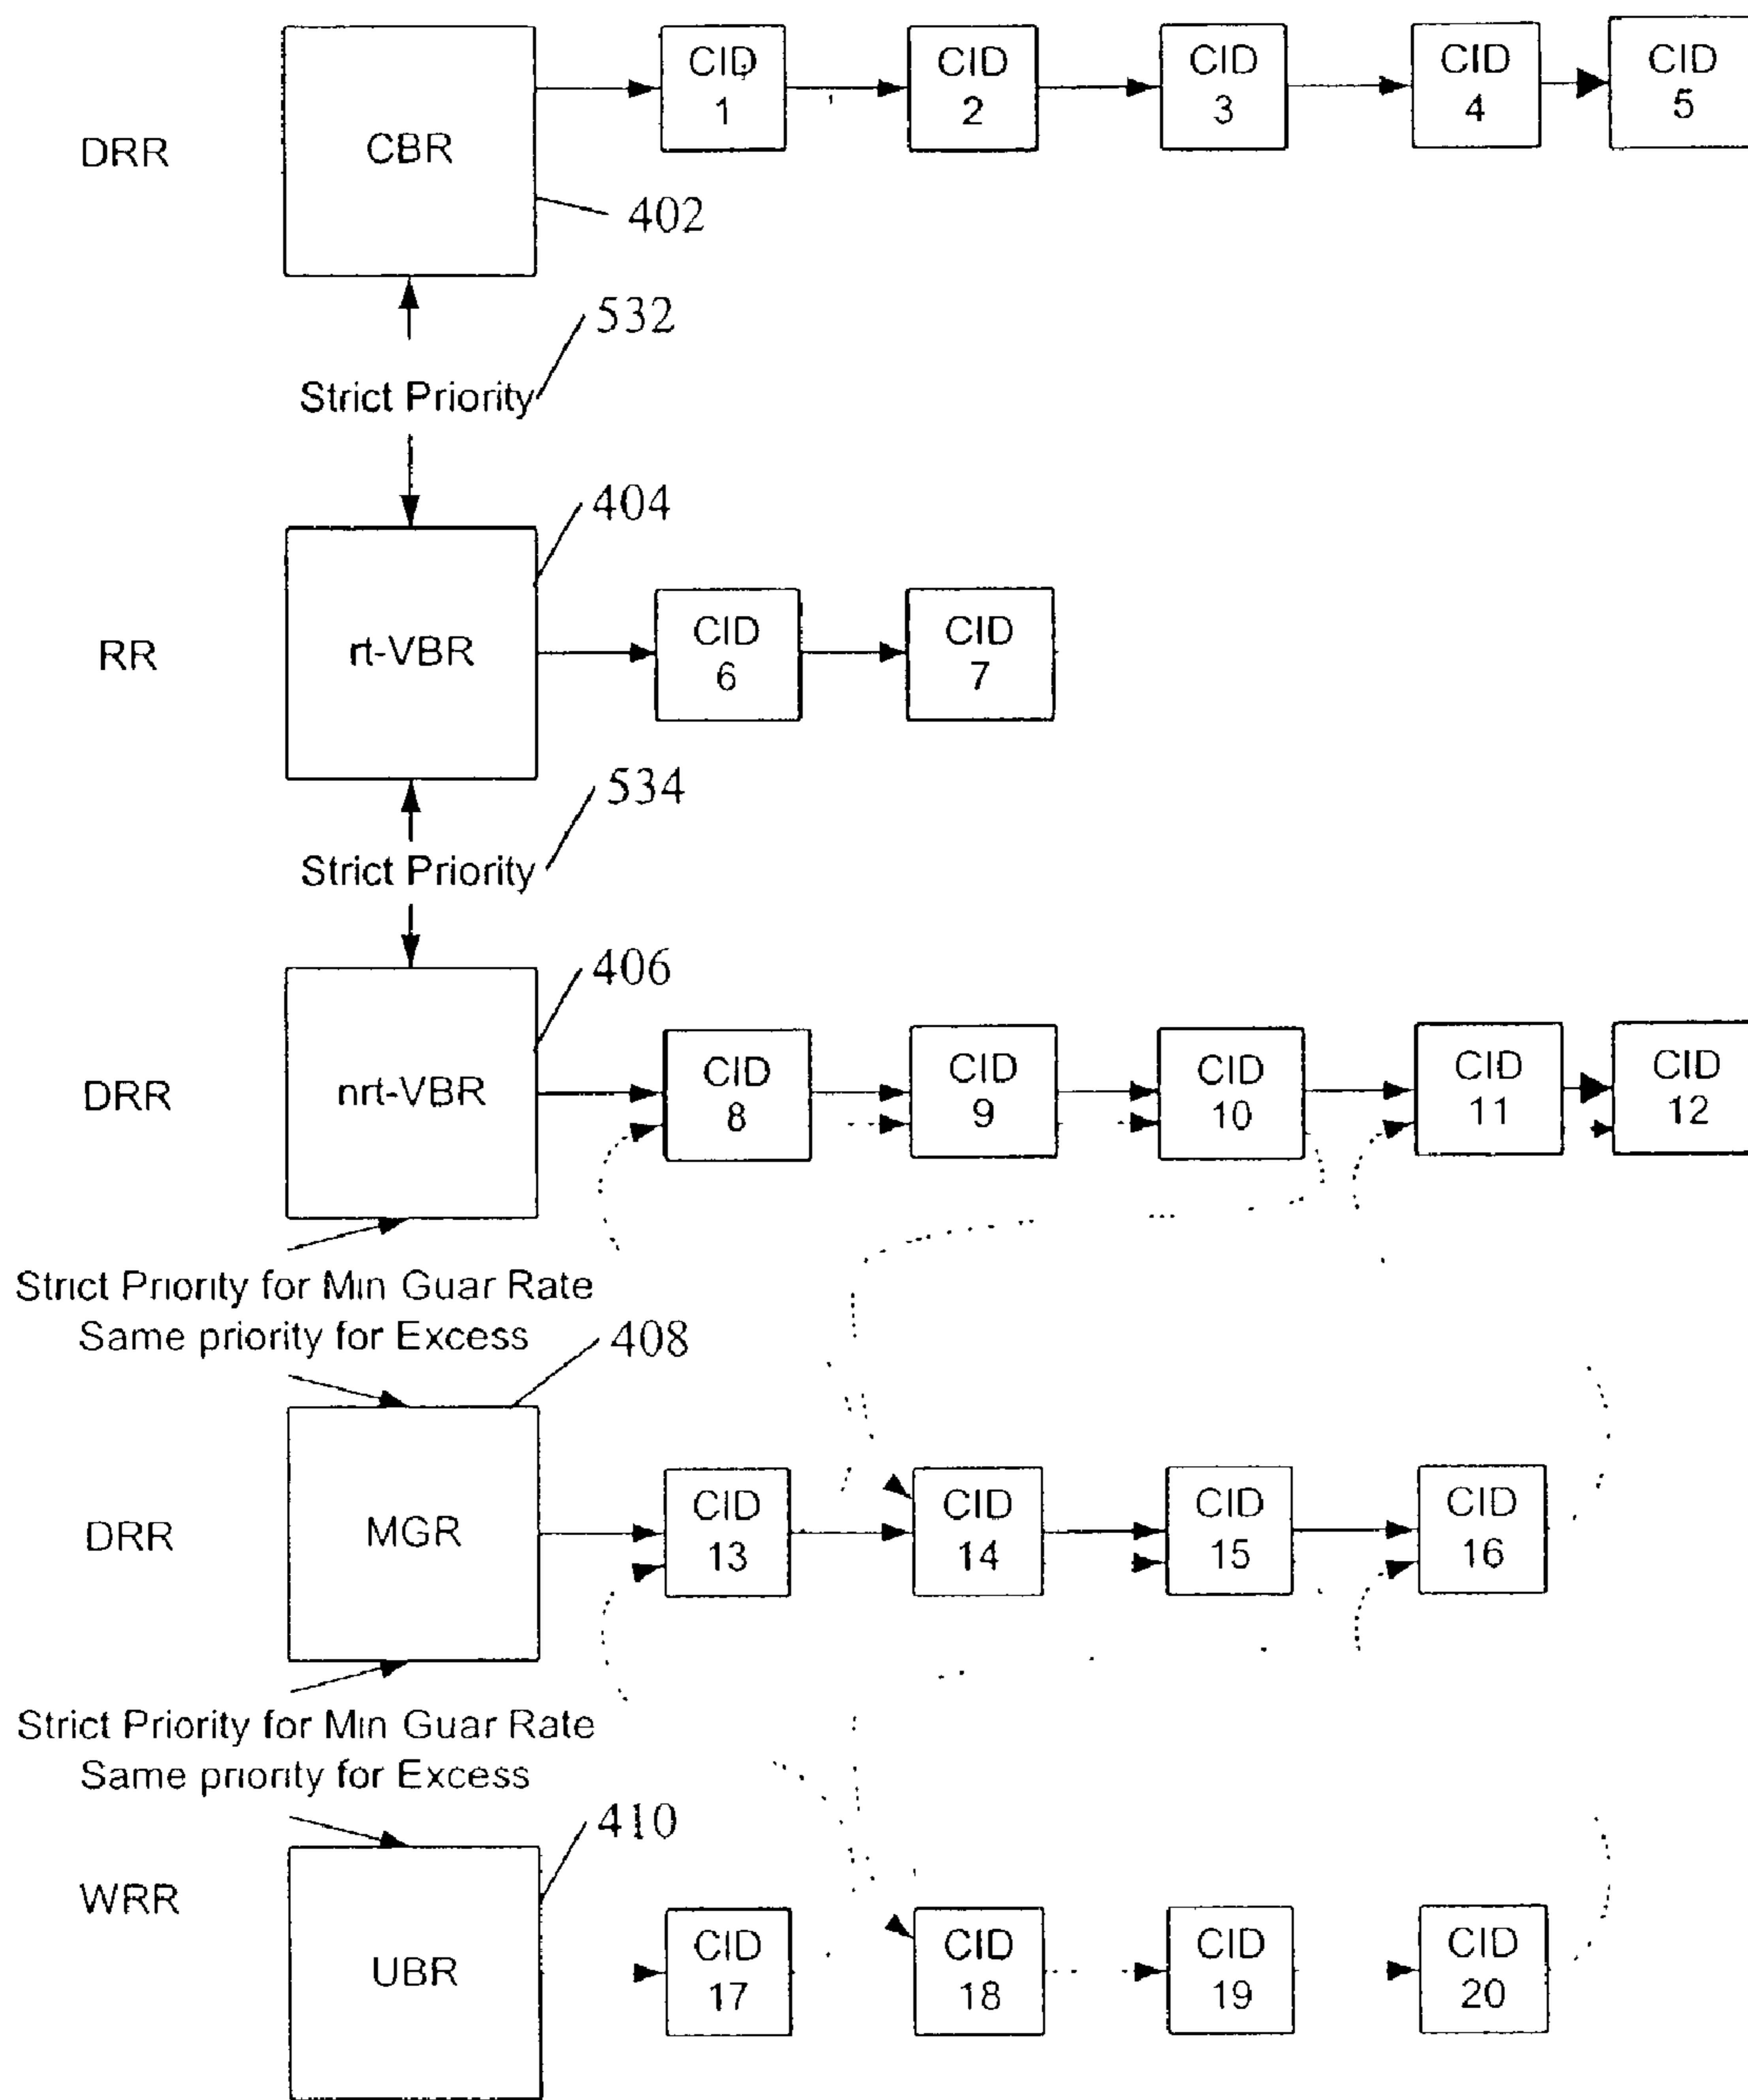 DRR
CBR
402
CID
1
CID
2
CID
3
CID
4
CID
5
532
Strict Priority
404
RR
rt-VBR
CID
6
CID
7
534
Strict Priority
406
DRR
nrt-VBR
CID
8
CID
9
CID
10
CID
11
CID
12
Strict Priority for Min Guar Rate
Same priority for Excess
408
DRR
MGR
CID
13
CID
14
CID
15
CID
16
Strict Priority for Min Guar Rate
Same priority for Excess
410
WRR
UBR
CID
17
CID
18
CID
19
CID
20